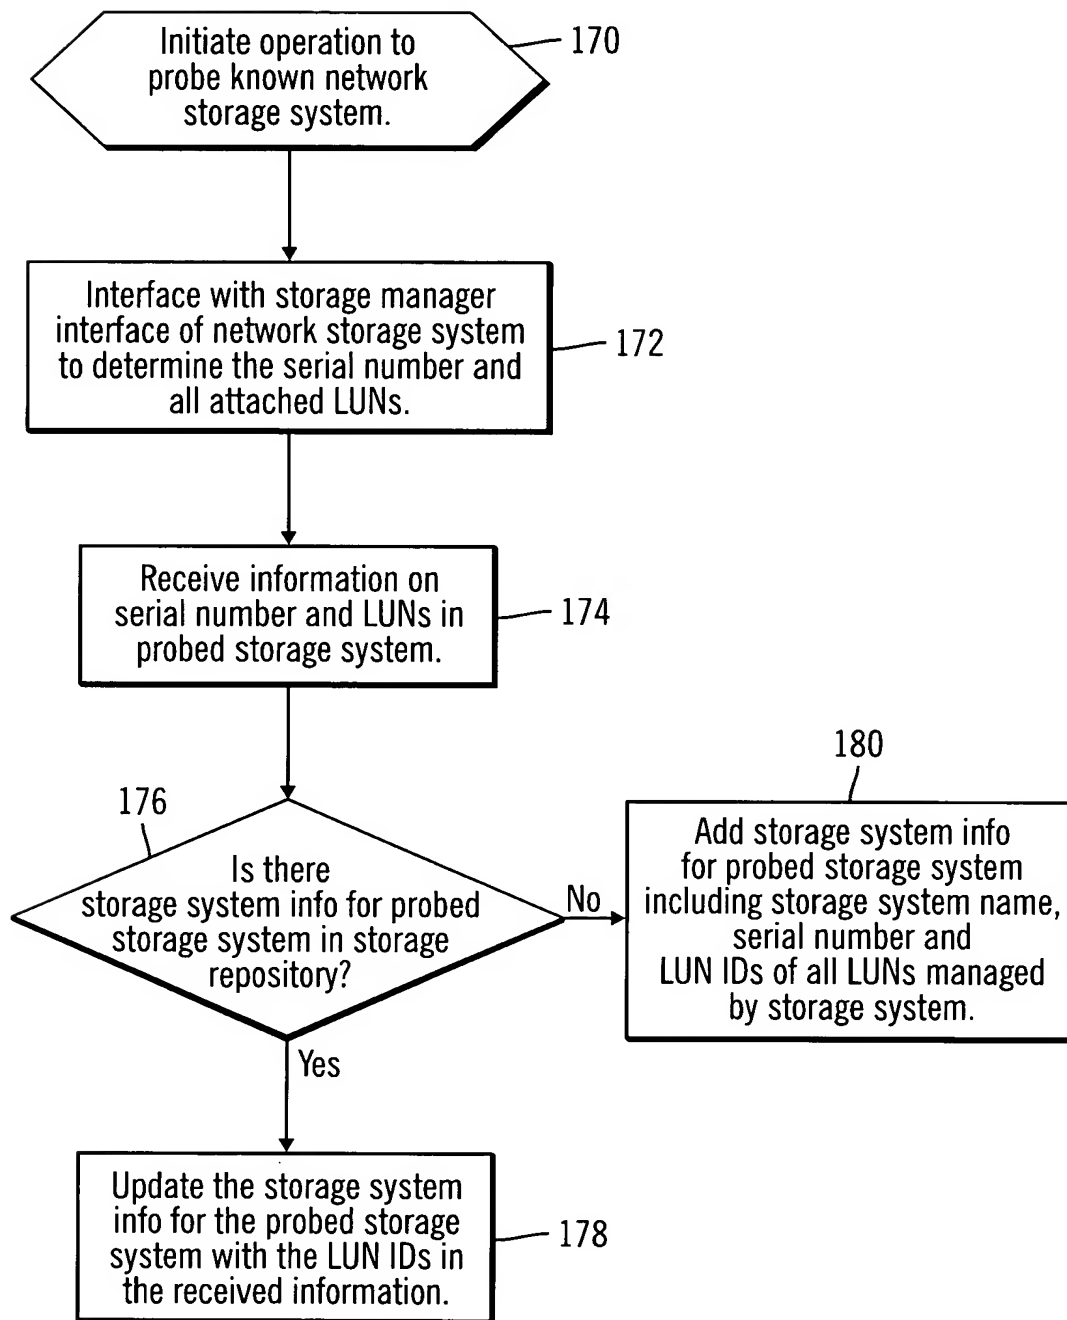 Initiate operation to
probe known network
storage system.
170
Interface with storage manager
interface of network storage system
to determine the serial number and
all attached LUNs.
172
Receive information on
serial number and LUNs in
probed storage system.
174
176
Is there
storage system info for probed
storage system in storage
repository?
No
180
Add storage system info
for probed storage system
including storage system name,
serial number and
LUN IDs of all LUNs managed
by storage system.
Yes
Update the storage system
info for the probed storage
system with the LUN IDs in
the received information.
178